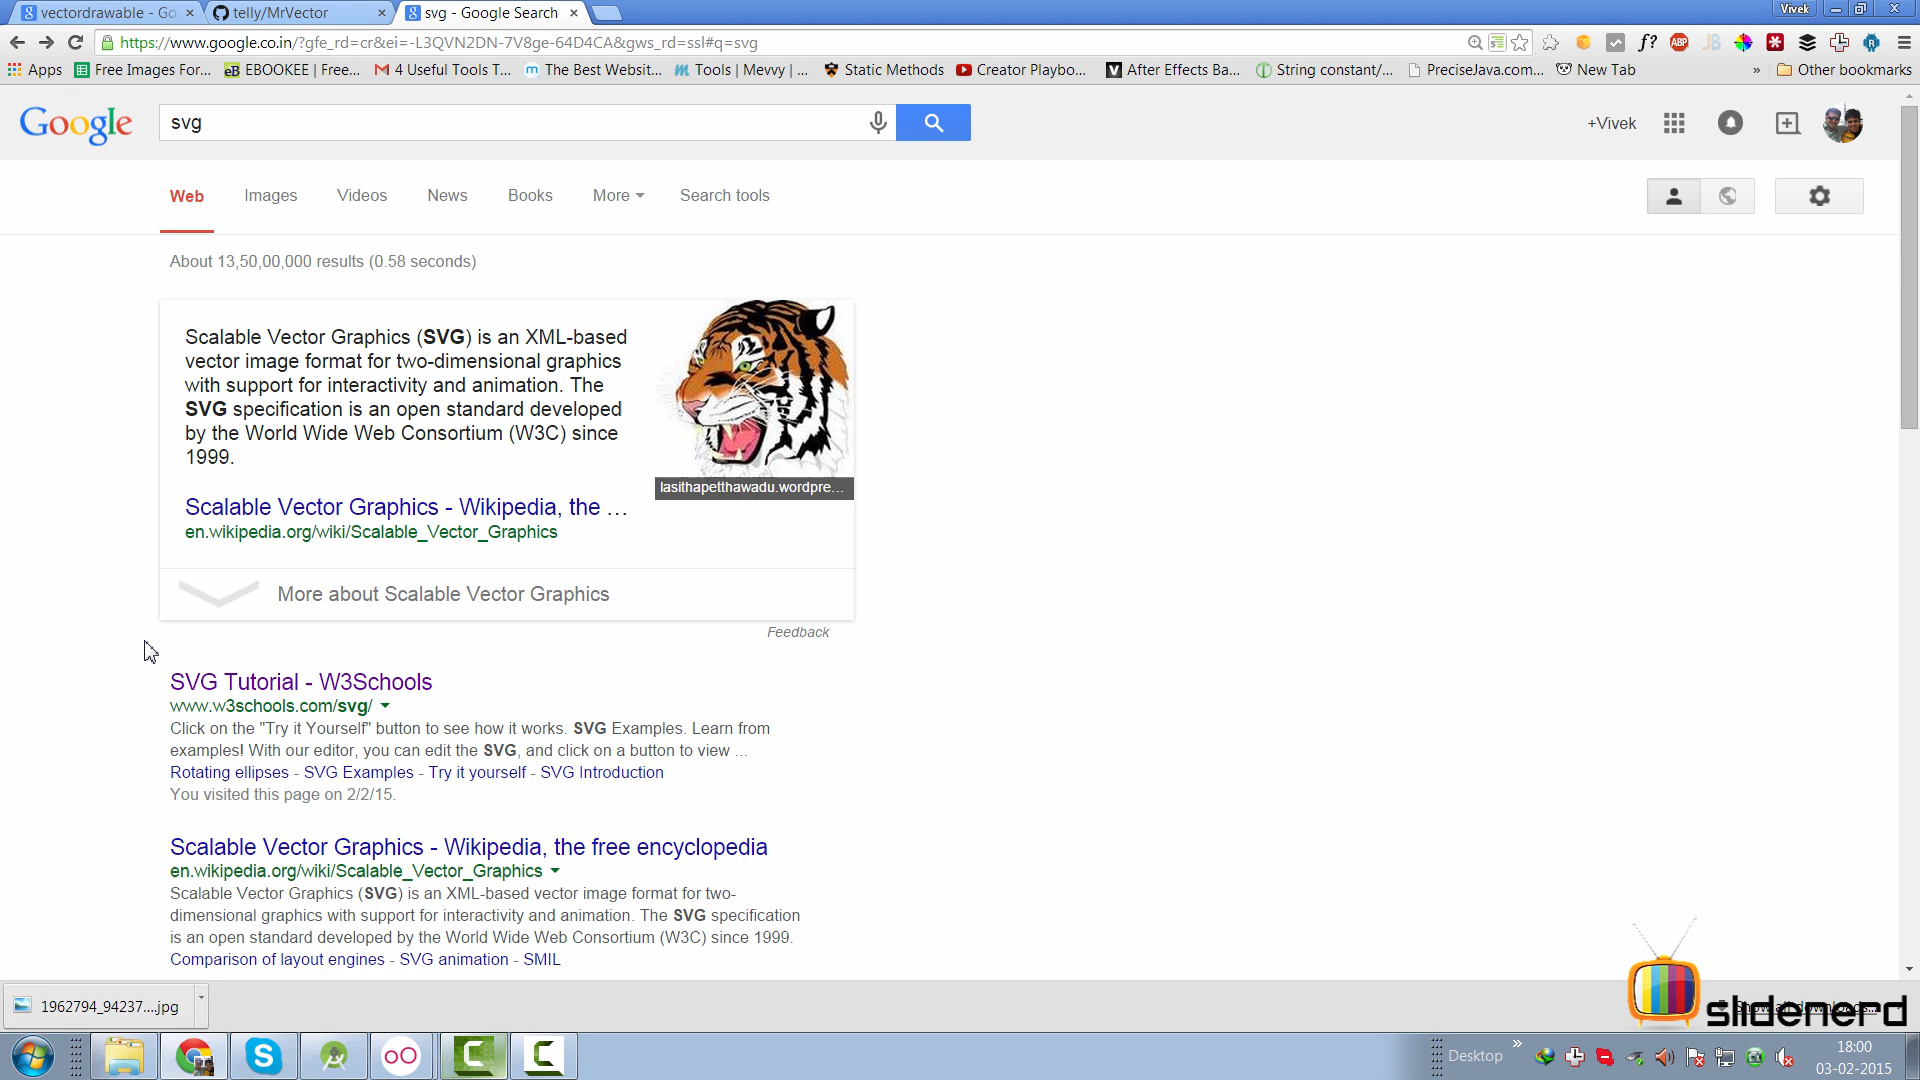 vectordrawable - Go
telly/MrVector
svg - Google Search
Vivek
https://www.google.co.in/?gfe_rd=cr&ei=-L3QVN2DN-7V8ge-64D4CA&gws_rd=ssl#q=svg
Apps
Free Images For...
EBOOKEE | Free...
4 Useful Tools T...
The Best Websit...
Tools | Mevvy | ...
Static Methods
Creator Playbo...
After Effects Ba...
String constant/...
PreciseJava.com...
New Tab
»
Other bookmarks
Google
svg
+Vivek
Web
Images
Videos
News
Books
More
Search tools
About 13,50,00,000 results (0.58 seconds)
Scalable Vector Graphics (SVG) is an XML-based
vector image format for two-dimensional graphics
with support for interactivity and animation. The
SVG specification is an open standard developed
by the World Wide Web Consortium (W3C) since
1999.
lasithapetthawadu.wordpre...
Scalable Vector Graphics - Wikipedia, the ...
en.wikipedia.org/wiki/Scalable_Vector_Graphics
More about Scalable Vector Graphics
Feedback
SVG Tutorial - W3Schools
www.w3schools.com/svg/
Click on the "Try it Yourself" button to see how it works. SVG Examples. Learn from
examples! With our editor, you can edit the SVG, and click on a button to view ...
Rotating ellipses - SVG Examples - Try it yourself - SVG Introduction
You visited this page on 2/2/15.
Scalable Vector Graphics - Wikipedia, the free encyclopedia
en.wikipedia.org/wiki/Scalable_Vector_Graphics
Scalable Vector Graphics (SVG) is an XML-based vector image format for two-
dimensional graphics with support for interactivity and animation. The SVG specification
is an open standard developed by the World Wide Web Consortium (W3C) since 1999.
Comparison of layout engines - SVG animation - SMIL
1962794_94237....jpg
Show all downloads...
slidenerd
Desktop
»
18:00
03-02-2015